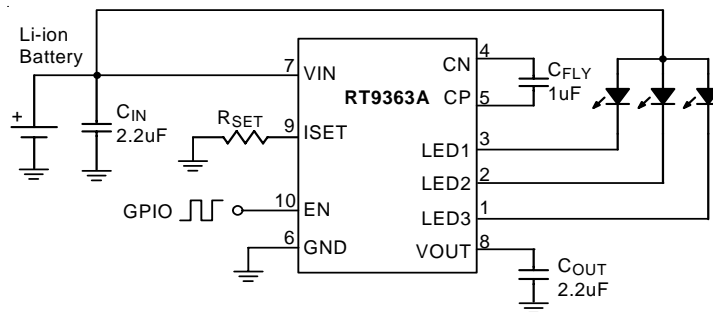 Li-ion
Battery
+
C_IN
2.2uF
7
VIN
RT9363A
CN
4
CP
5
C_FLY
1uF
R_SET
9
ISET
LED1
3
LED2
2
LED3
1
GPIO
10
EN
6
GND
VOUT
8
C_OUT
2.2uF